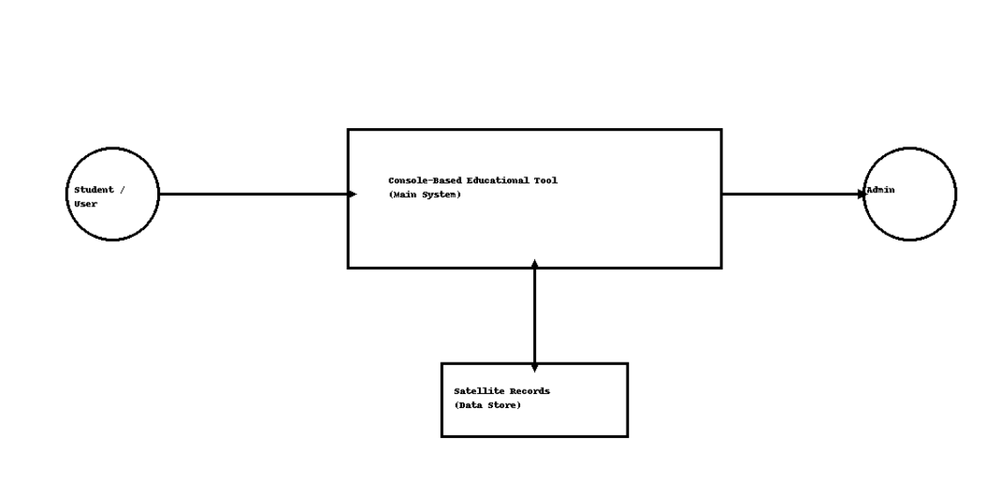 Console-Based Educational Tool
(Main System)
Student /
User
Admin
Satellite Records
(Data Store)